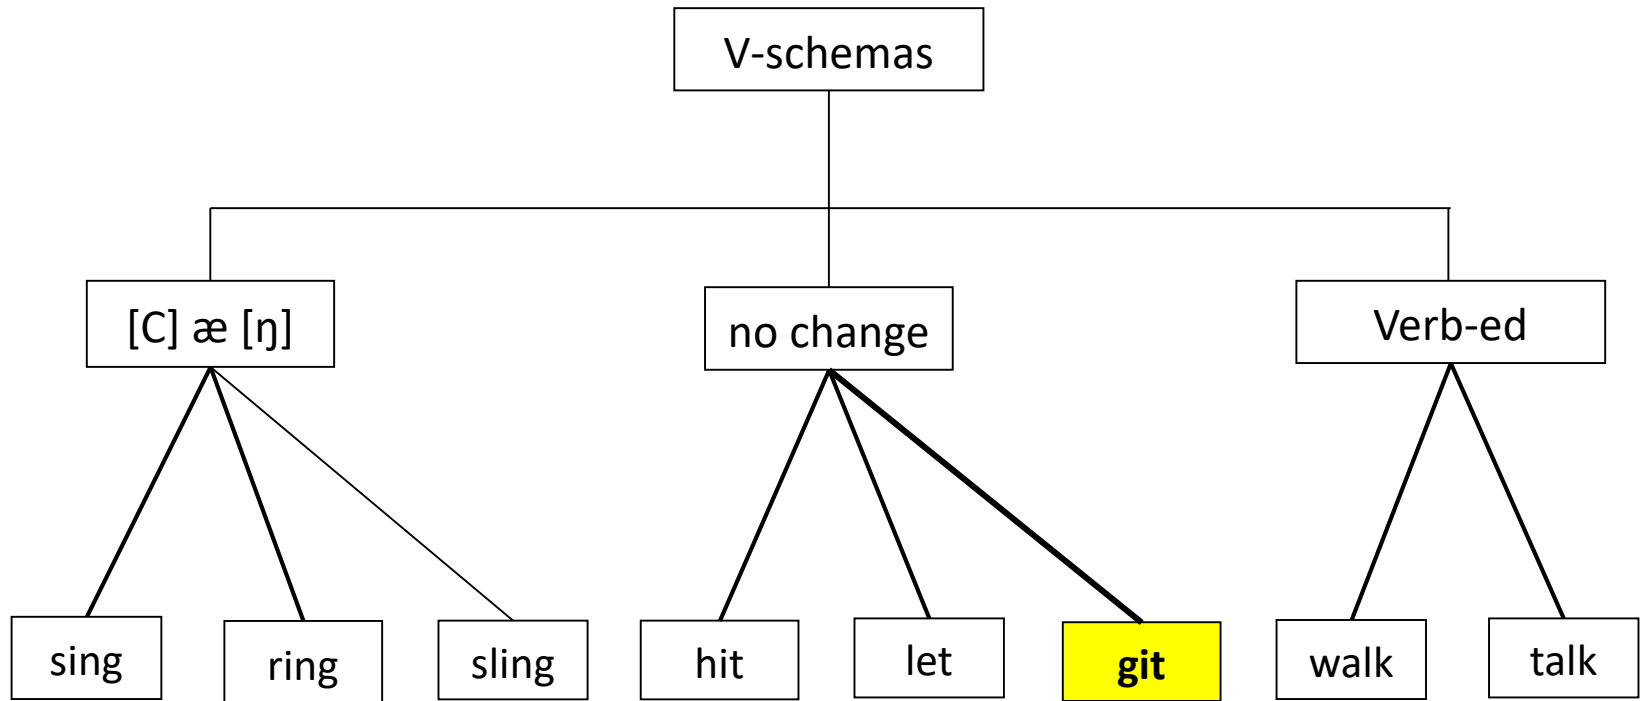 V-schemas
[C] æ [ŋ]
no change
Verb-ed
sing
ring
sling
hit
let
git
walk
talk